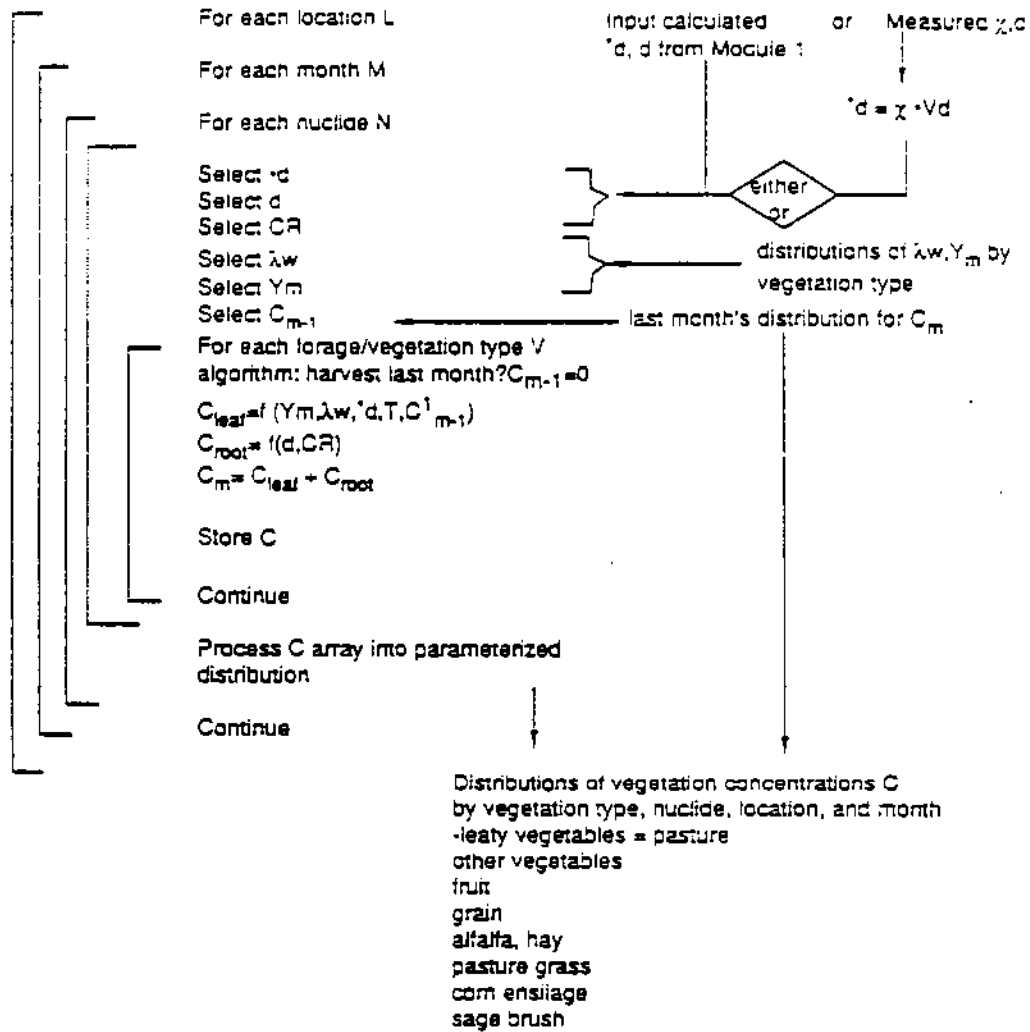 For each location L
Input calculated or Measured χ,d
˙d, d from Module 1
For each month M
˙d = χ •Vd
For each nuclide N
Select •d
either
or
Select d
Select CR
Select λw
distributions of λw,Ym by
vegetation type
Select Ym
Select Cm-1
last month's distribution for Cm
For each forage/vegetation type V
algorithm: harvest last month?Cm-1=0
Cleaf=f (Ym,λw,˙d,T,C¹m-1)
Croot= f(d,CR)
Cm= Cleaf + Croot
Store C
Continue
Process C array into parameterized
distribution
Continue
Distributions of vegetation concentrations C
by vegetation type, nuclide, location, and month
-leafy vegetables = pasture
other vegetables
fruit
grain
alfalfa, hay
pasture grass
corn ensilage
sage brush